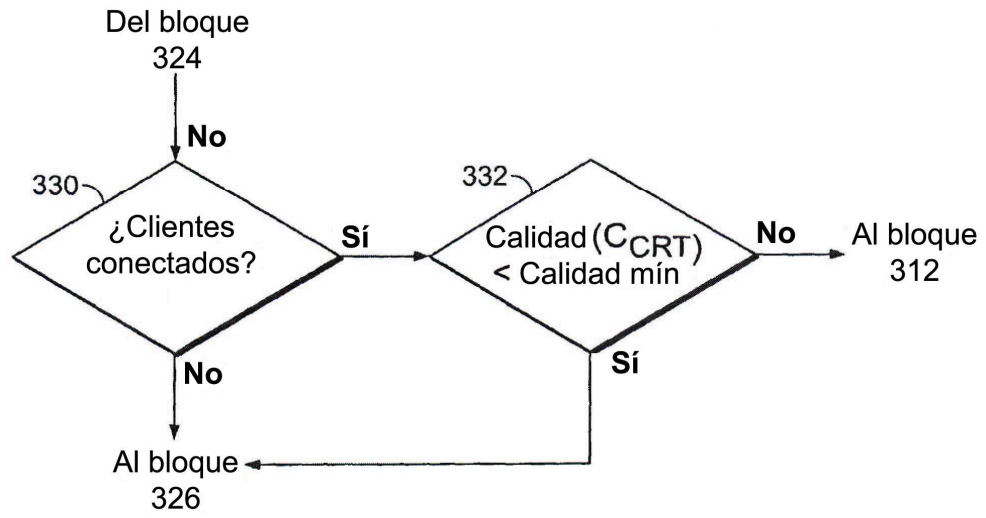 Del bloque
324
No
330
¿Clientes
conectados?
Sí
332
Calidad (C_CRT)
< Calidad mín
No
Al bloque
312
No
Sí
Al bloque
326